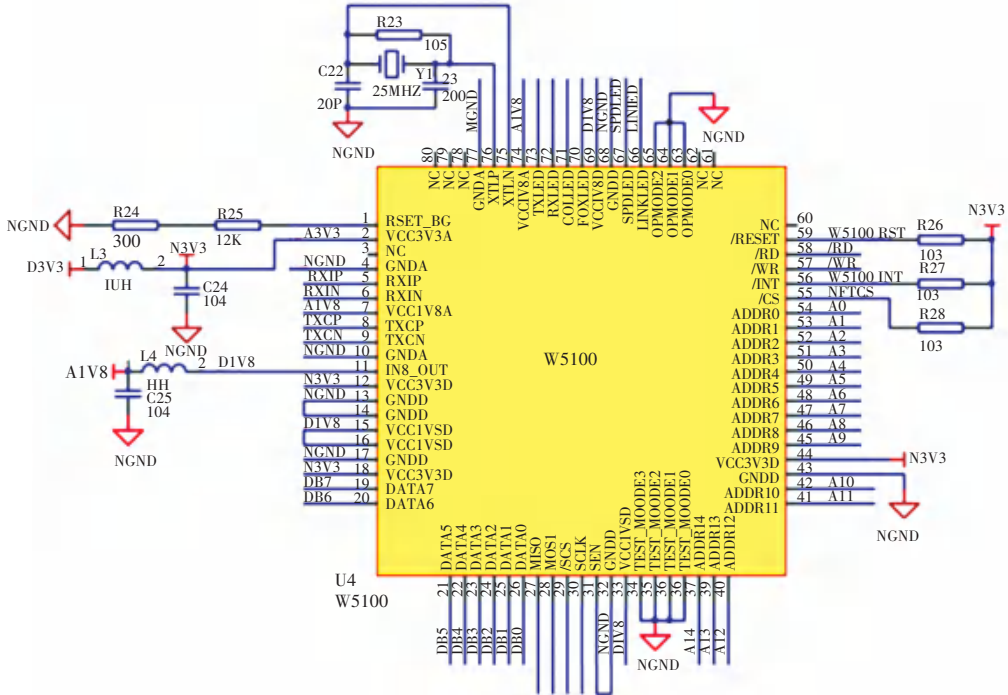 R23
105
C22
Y1
23
25MHZ
200
20P
NGND
MGND
A1V8
D1V8
NGND
SPDLED
LINIED
NGND
80
79
78
77
76
75
74
73
72
71
70
69
68
67
66
65
64
63
62
61
NC
NC
NC
GNDA
XTLP
XTLN
VCCIV8A
TXLED
RXLED
COLLED
FOXLED
VCCIV8D
GNDD
SPDLED
LINKLED
OPMODE2
OPMODE1
OPMODE0
NC
NC
NGND
R24
300
R25
12K
A3V3
1 RSET_BG
2 VCC3V3A
3 NC
NGND 4 GNDA
RXIP 5 RXIP
RXIN 6 RXIN
A1V8 7 VCC1V8A
TXCP 8 TXCP
TXCN 9 TXCN
NGND 10 GNDA
11 IN8_OUT
N3V3 12 VCC3V3D
NGND 13 GNDD
14 GNDD
D1V8 15 VCC1VSD
16 VCC1VSD
NGND 17 GNDD
N3V3 18 VCC3V3D
DB7 19 DATA7
DB6 20 DATA6
D3V3
1
L3
2
IUH
N3V3
C24
104
NGND
A1V8
L4
2
D1V8
HH
C25
104
NGND
W5100
NC 60
/RESET 59 W5100 RST
/RD 58 /RD
/WR 57 /WR
/INT 56 W5100 INT
/CS 55 NFTCS
ADDR0 54 A0
ADDR1 53 A1
ADDR2 52 A2
ADDR3 51 A3
ADDR4 50 A4
ADDR5 49 A5
ADDR6 48 A6
ADDR7 47 A7
ADDR8 46 A8
ADDR9 45 A9
VCC3V3D 44
GNDD 43
ADDR10 42 A10
ADDR11 41 A11
R26
103
R27
103
R28
103
N3V3
N3V3
NGND
U4
W5100
DATA5
DATA4
DATA3
DATA2
DATA1
DATA0
MISO
MOS1
/SCS
SCLK
SEN
GNDD
VCC1VSD
TEST_MOODE3
TEST_MOODE2
TEST_MOODE1
TEST_MOODE0
ADDR14
ADDR13
ADDR12
21
22
23
24
25
26
27
28
29
30
31
32
33
34
35
36
36
37
39
40
DB5
DB4
DB3
DB2
DB1
DB0
NGND
DIV8
NGND
A14
A13
A12